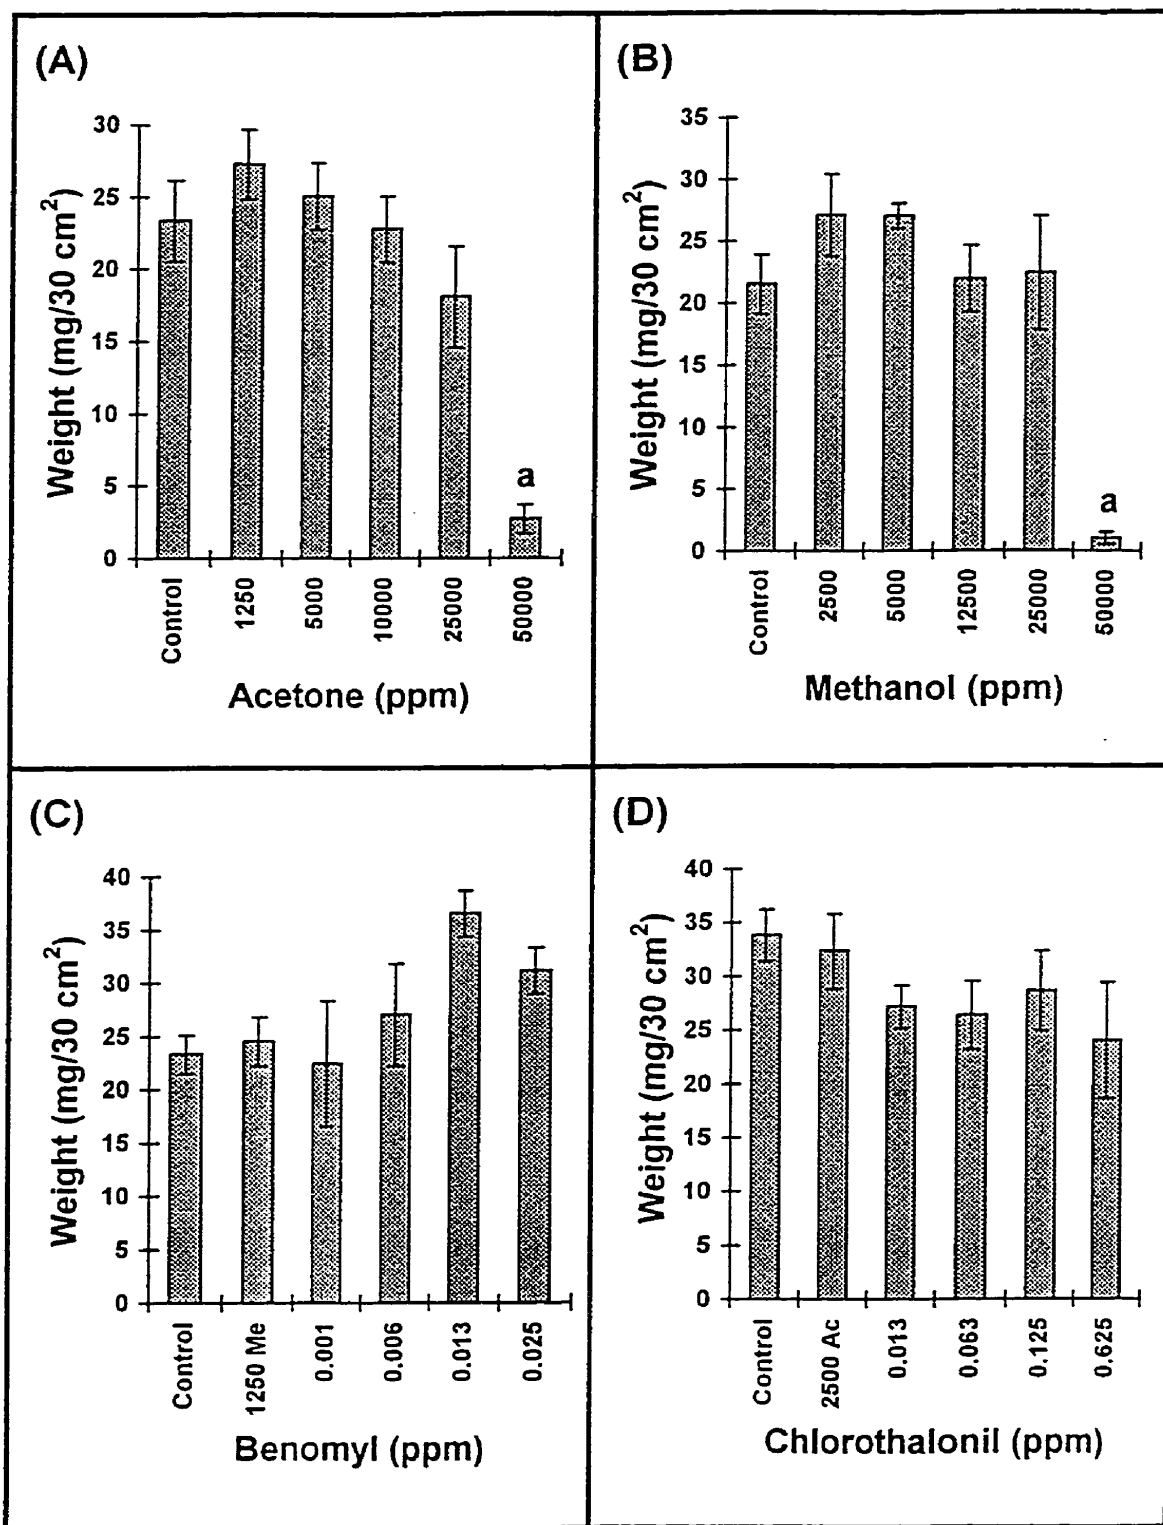 (A)
30
25
20
15
10
5
0
Weight (mg/30 cm²)
a
Control
1250
5000
10000
25000
50000
Acetone (ppm)
(B)
35
30
25
20
15
10
5
0
Weight (mg/30 cm²)
a
Control
2500
5000
12500
25000
50000
Methanol (ppm)
(C)
40
35
30
25
20
15
10
5
0
Weight (mg/30 cm²)
Control
1250 Me
0.001
0.006
0.013
0.025
Benomyl (ppm)
(D)
40
35
30
25
20
15
10
5
0
Weight (mg/30 cm²)
Control
2500 Ac
0.013
0.063
0.125
0.625
Chlorothalonil (ppm)